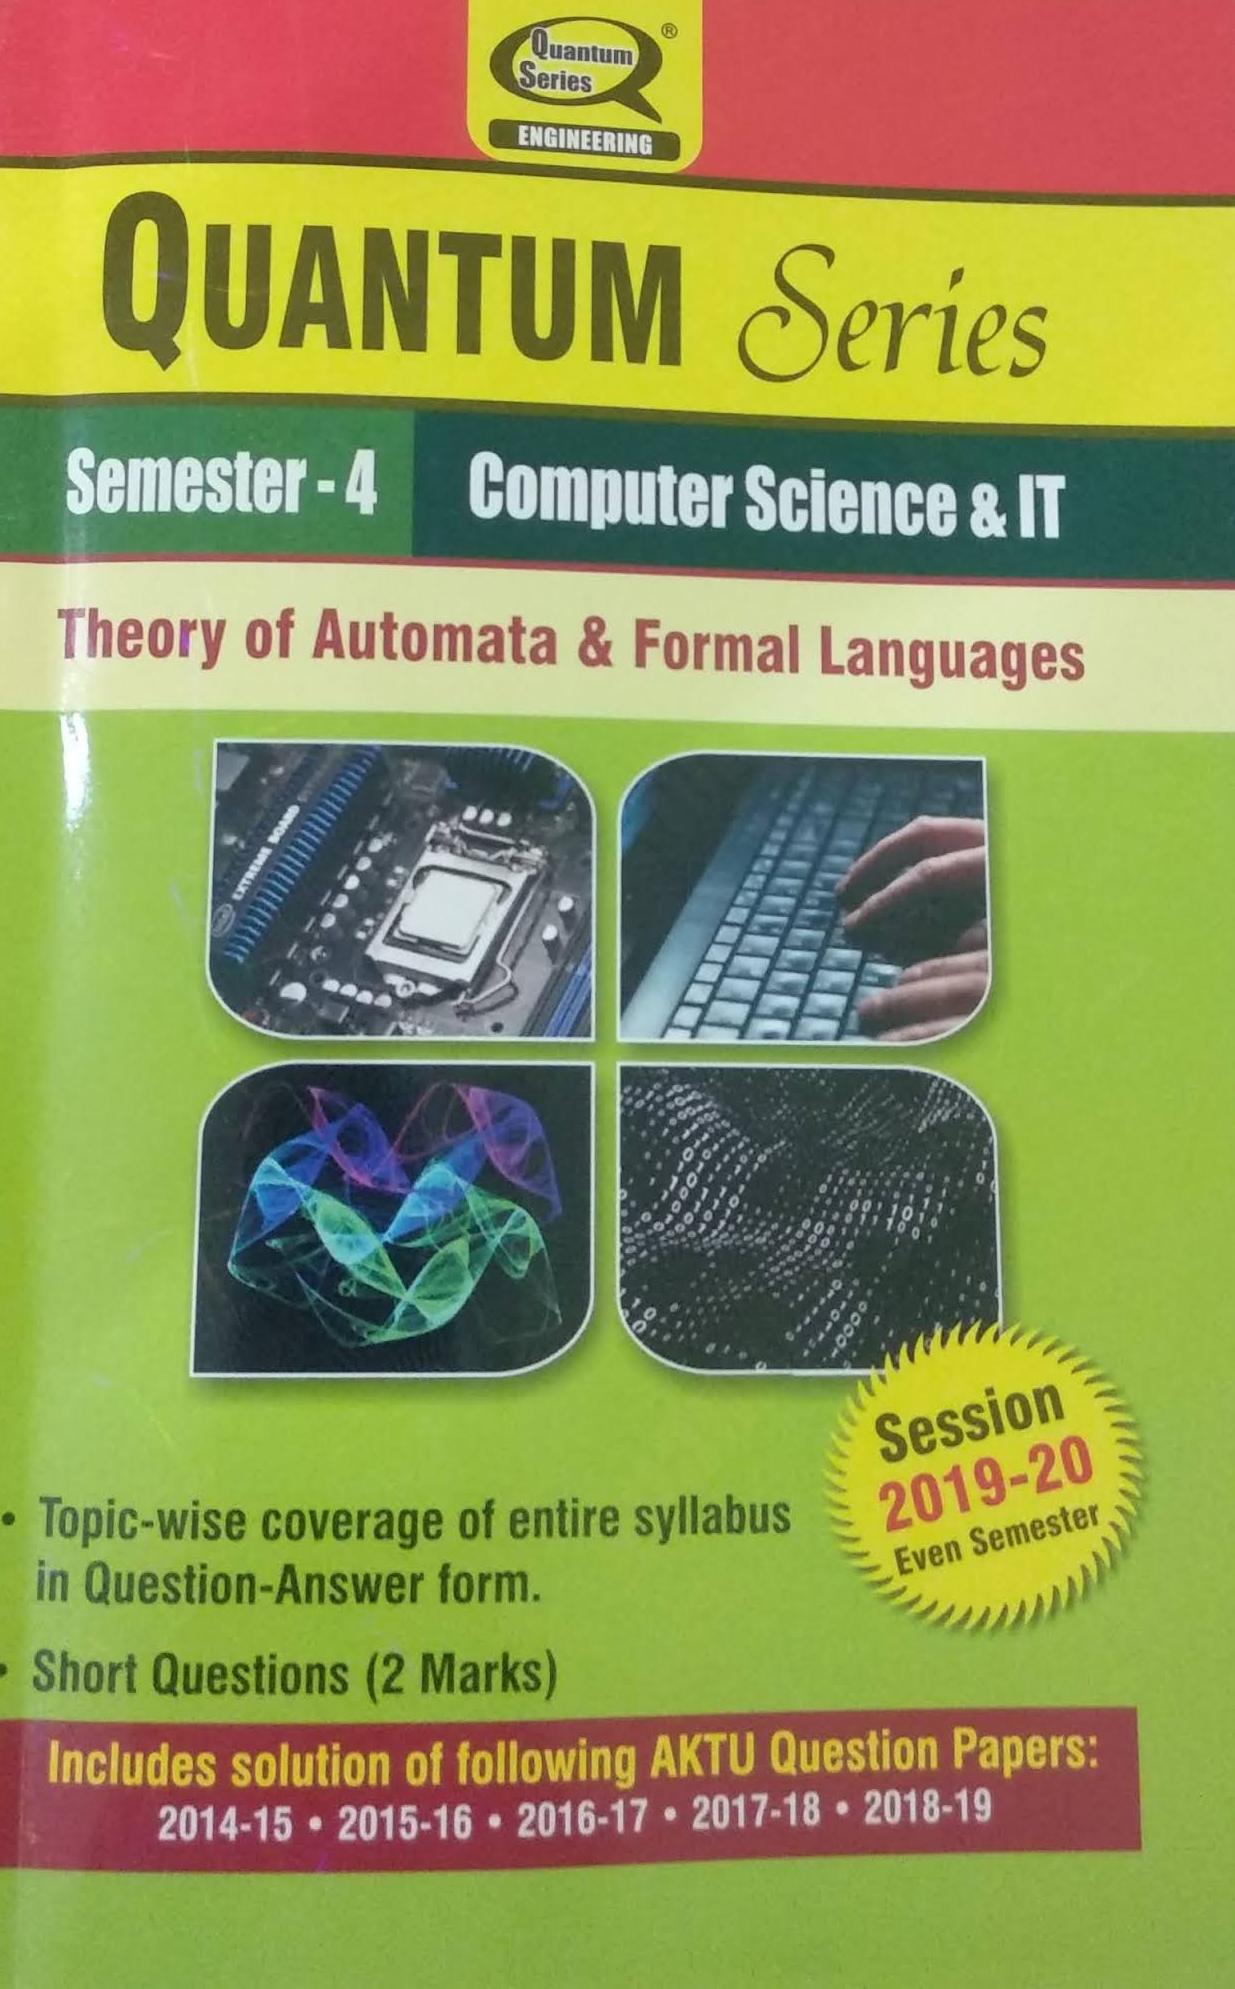 Quantum ®
Series
ENGINEERING
QUANTUM Series
Semester - 4 Computer Science & IT
Theory of Automata & Formal Languages
EXTREME BOARD
Session
2019-20
Even Semester
• Topic-wise coverage of entire syllabus
in Question-Answer form.
• Short Questions (2 Marks)
Includes solution of following AKTU Question Papers:
2014-15 • 2015-16 • 2016-17 • 2017-18 • 2018-19